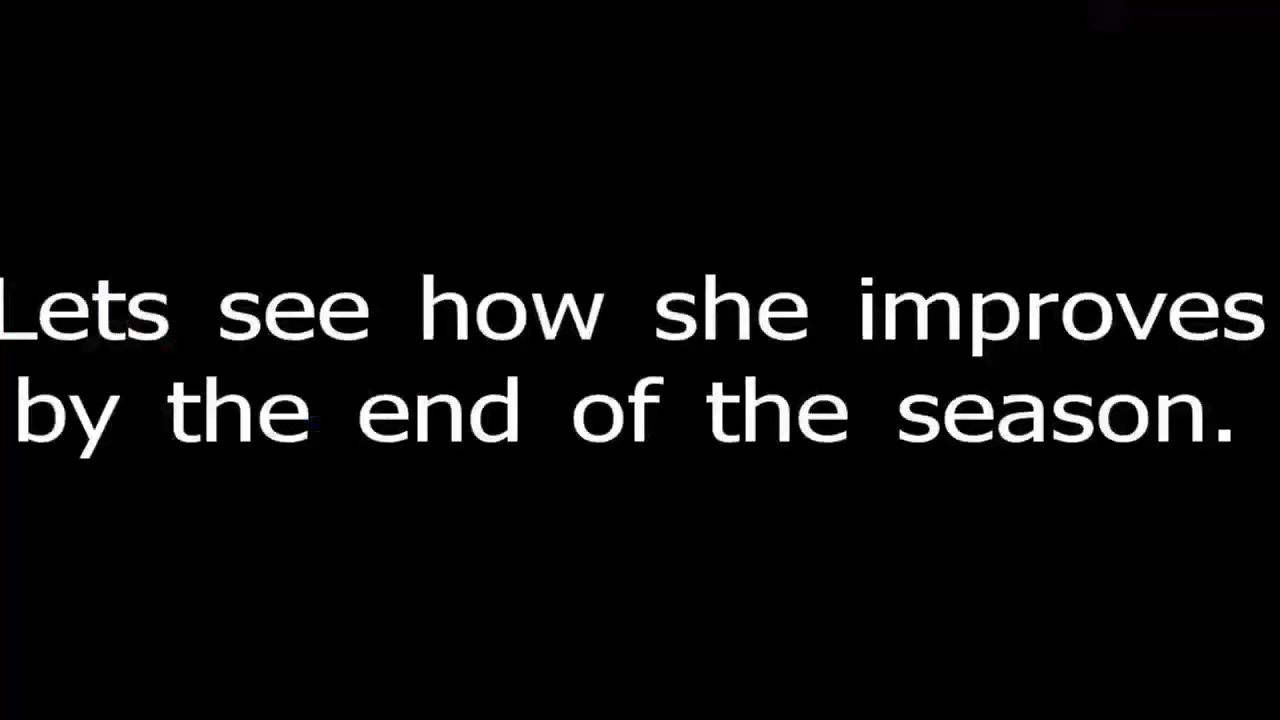 Lets see how she improves
by the end of the season.